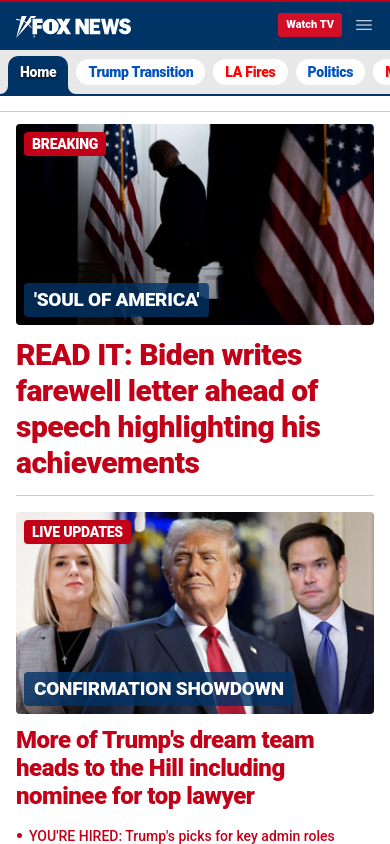 FOX NEWS
Watch TV
Home
Trump Transition
LA Fires
Politics
BREAKING
'SOUL OF AMERICA'
READ IT: Biden writes
farewell letter ahead of
speech highlighting his
achievements
LIVE UPDATES
CONFIRMATION SHOWDOWN
More of Trump's dream team
heads to the Hill including
nominee for top lawyer
• YOU'RE HIRED: Trump's picks for key admin roles